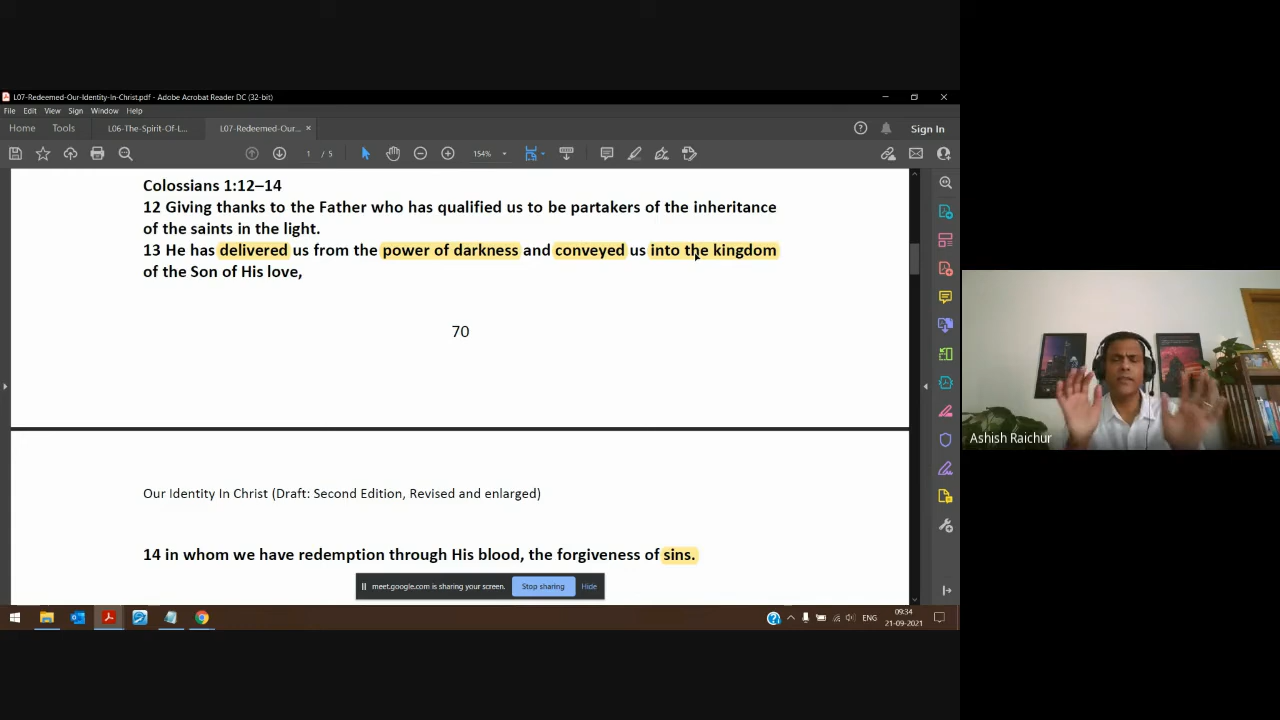 L07-Redeemed-Our-Identity-In-Christ.pdf - Adobe Acrobat Reader DC (32-bit)
File Edit View Sign Window Help
Home Tools L06-The-Spirit-Of-L... L07-Redeemed-Our... × Sign In
1 / 5 154%
Colossians 1:12–14
12 Giving thanks to the Father who has qualified us to be partakers of the inheritance
of the saints in the light.
13 He has delivered us from the power of darkness and conveyed us into the kingdom
of the Son of His love,
70
Our Identity In Christ (Draft: Second Edition, Revised and enlarged)
14 in whom we have redemption through His blood, the forgiveness of sins.
meet.google.com is sharing your screen. Stop sharing Hide
Ashish Raichur
ENG
09:34
21-09-2021